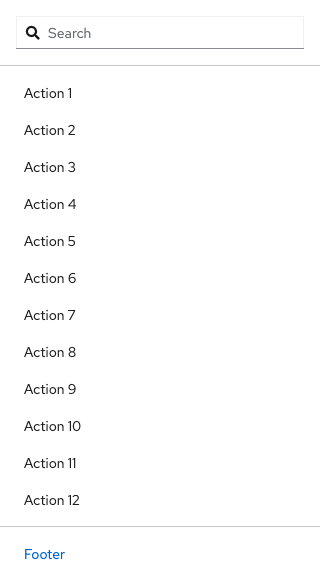 Search
Action 1
Action 2
Action 3
Action 4
Action 5
Action 6
Action 7
Action 8
Action 9
Action 10
Action 11
Action 12
Footer